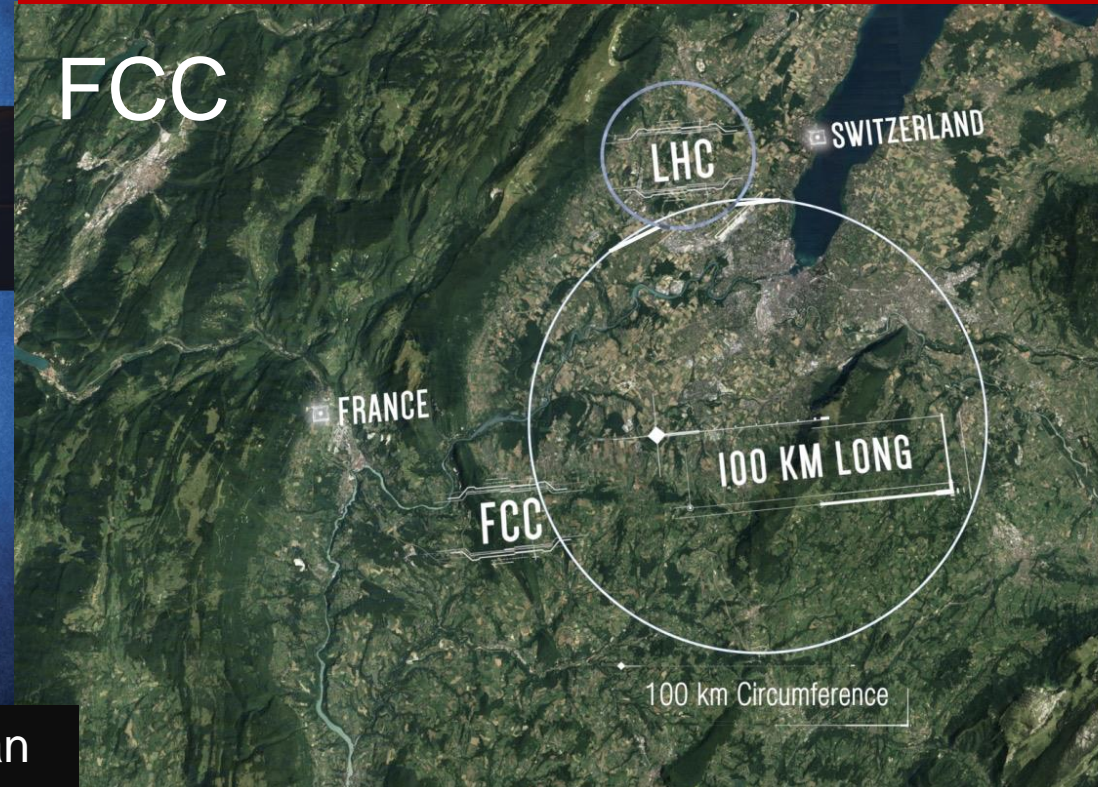 FCC
LHC
SWITZERLAND
FRANCE
100 KM LONG
FCC
100 km Circumference